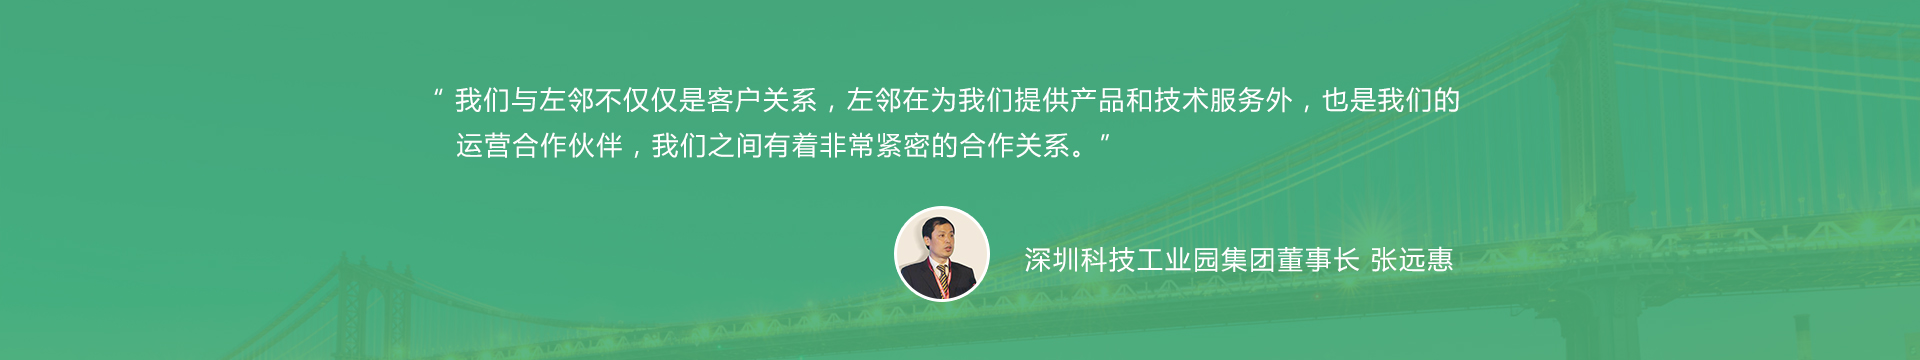 “ 我们与左邻不仅仅是客户关系，左邻在为我们提供产品和技术服务外，也是我们的
运营合作伙伴，我们之间有着非常紧密的合作关系。”
深圳科技工业园集团董事长 张远惠